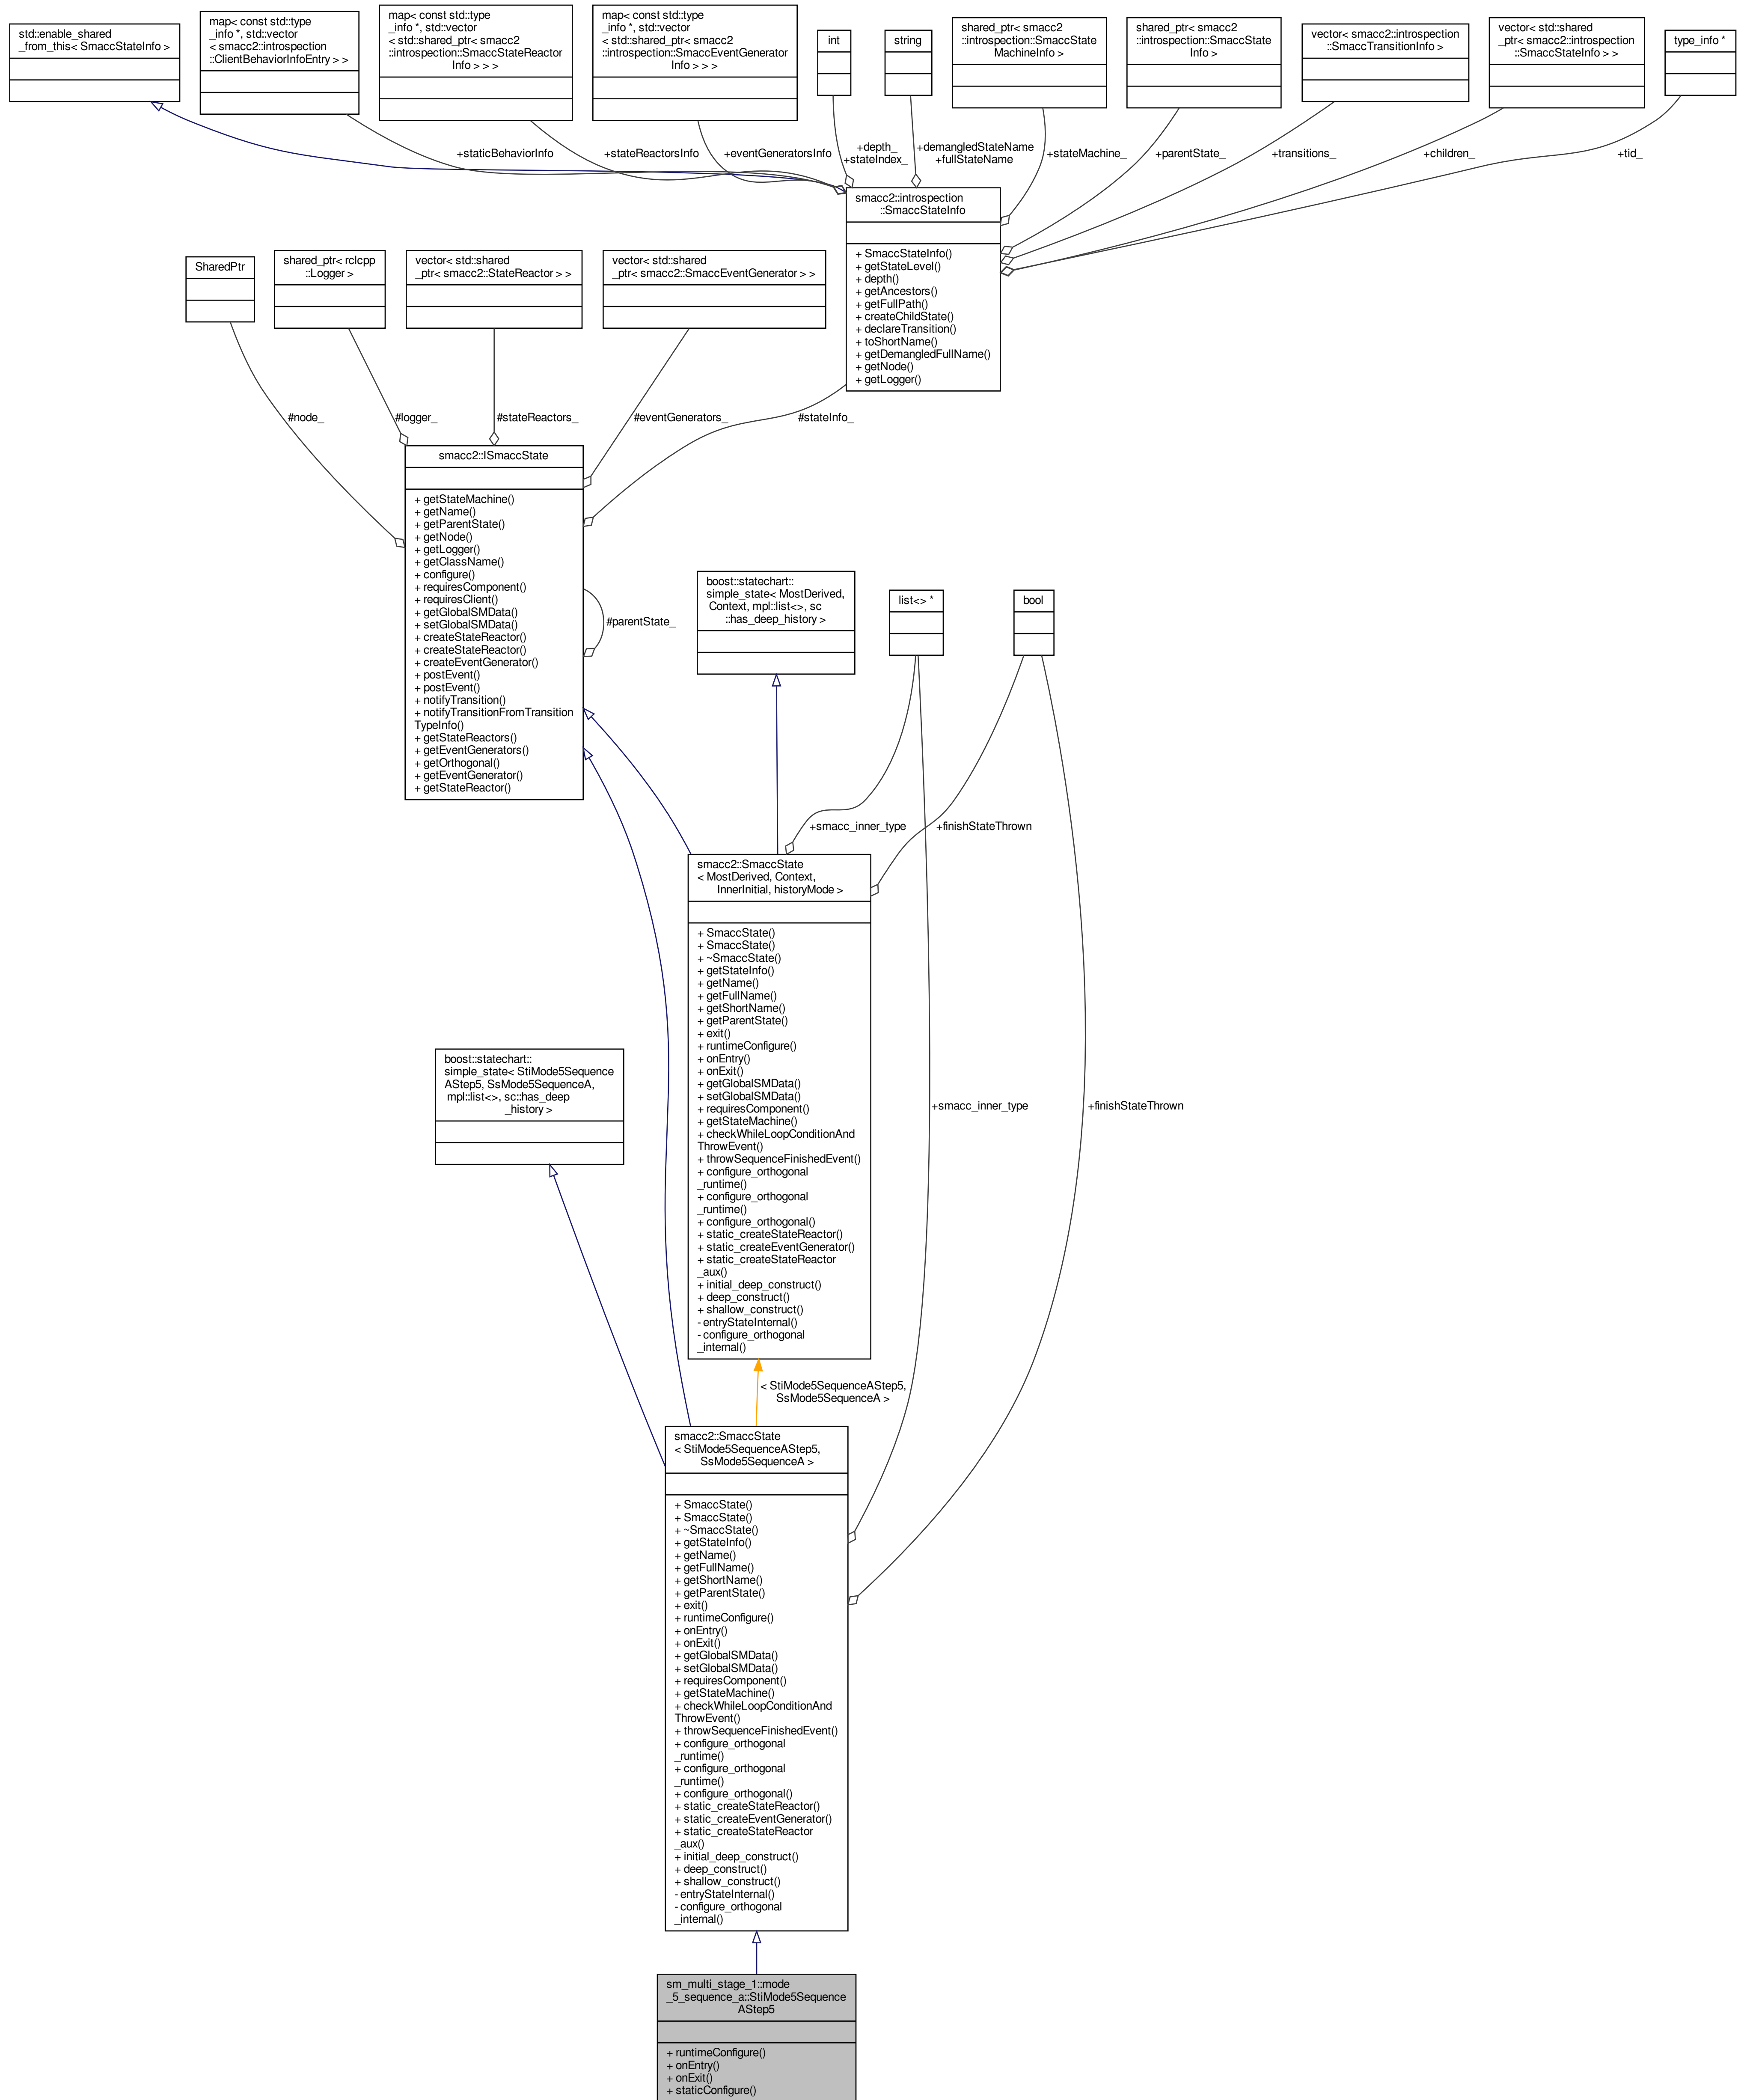 std::enable_shared
_from_this< SmaccStateInfo >
map< const std::type
_info *, std::vector
< smacc2::introspection
::ClientBehaviorInfoEntry > >
map< const std::type
_info *, std::vector
< std::shared_ptr< smacc2
::introspection::SmaccStateReactor
Info > > >
map< const std::type
_info *, std::vector
< std::shared_ptr< smacc2
::introspection::SmaccEventGenerator
Info > > >
int
string
shared_ptr< smacc2
::introspection::SmaccState
MachineInfo >
shared_ptr< smacc2
::introspection::SmaccState
Info >
vector< smacc2::introspection
::SmaccTransitionInfo >
vector< std::shared
_ptr< smacc2::introspection
::SmaccStateInfo > >
type_info *
+staticBehaviorInfo
+stateReactorsInfo
+eventGeneratorsInfo
+depth_
+stateIndex_
+demangledStateName
+fullStateName
+stateMachine_
+parentState_
+transitions_
+children_
+tid_
smacc2::introspection
::SmaccStateInfo
+ SmaccStateInfo()
+ getStateLevel()
+ depth()
+ getAncestors()
+ getFullPath()
+ createChildState()
+ declareTransition()
+ toShortName()
+ getDemangledFullName()
+ getNode()
+ getLogger()
SharedPtr
shared_ptr< rclcpp
::Logger >
vector< std::shared
_ptr< smacc2::StateReactor > >
vector< std::shared
_ptr< smacc2::SmaccEventGenerator > >
#node_
#logger_
#stateReactors_
#eventGenerators_
#stateInfo_
smacc2::ISmaccState
+ getStateMachine()
+ getName()
+ getParentState()
+ getNode()
+ getLogger()
+ getClassName()
+ configure()
+ requiresComponent()
+ requiresClient()
+ getGlobalSMData()
+ setGlobalSMData()
+ createStateReactor()
+ createStateReactor()
+ createEventGenerator()
+ postEvent()
+ postEvent()
+ notifyTransition()
+ notifyTransitionFromTransition
TypeInfo()
+ getStateReactors()
+ getEventGenerators()
+ getOrthogonal()
+ getEventGenerator()
+ getStateReactor()
#parentState_
boost::statechart::
simple_state< MostDerived,
Context, mpl::list<>, sc
::has_deep_history >
list<> *
bool
+smacc_inner_type
+finishStateThrown
smacc2::SmaccState
< MostDerived, Context,
InnerInitial, historyMode >
+ SmaccState()
+ SmaccState()
+ ~SmaccState()
+ getStateInfo()
+ getName()
+ getFullName()
+ getShortName()
+ getParentState()
+ exit()
+ runtimeConfigure()
+ onEntry()
+ onExit()
+ getGlobalSMData()
+ setGlobalSMData()
+ requiresComponent()
+ getStateMachine()
+ checkWhileLoopConditionAnd
ThrowEvent()
+ throwSequenceFinishedEvent()
+ configure_orthogonal
_runtime()
+ configure_orthogonal
_runtime()
+ configure_orthogonal()
+ static_createStateReactor()
+ static_createEventGenerator()
+ static_createStateReactor
_aux()
+ initial_deep_construct()
+ deep_construct()
+ shallow_construct()
- entryStateInternal()
- configure_orthogonal
_internal()
boost::statechart::
simple_state< StiMode5Sequence
AStep5, SsMode5SequenceA,
mpl::list<>, sc::has_deep
_history >
+smacc_inner_type
+finishStateThrown
< StiMode5SequenceAStep5,
SsMode5SequenceA >
smacc2::SmaccState
< StiMode5SequenceAStep5,
SsMode5SequenceA >
+ SmaccState()
+ SmaccState()
+ ~SmaccState()
+ getStateInfo()
+ getName()
+ getFullName()
+ getShortName()
+ getParentState()
+ exit()
+ runtimeConfigure()
+ onEntry()
+ onExit()
+ getGlobalSMData()
+ setGlobalSMData()
+ requiresComponent()
+ getStateMachine()
+ checkWhileLoopConditionAnd
ThrowEvent()
+ throwSequenceFinishedEvent()
+ configure_orthogonal
_runtime()
+ configure_orthogonal
_runtime()
+ configure_orthogonal()
+ static_createStateReactor()
+ static_createEventGenerator()
+ static_createStateReactor
_aux()
+ initial_deep_construct()
+ deep_construct()
+ shallow_construct()
- entryStateInternal()
- configure_orthogonal
_internal()
sm_multi_stage_1::mode
_5_sequence_a::StiMode5Sequence
AStep5
+ runtimeConfigure()
+ onEntry()
+ onExit()
+ staticConfigure()